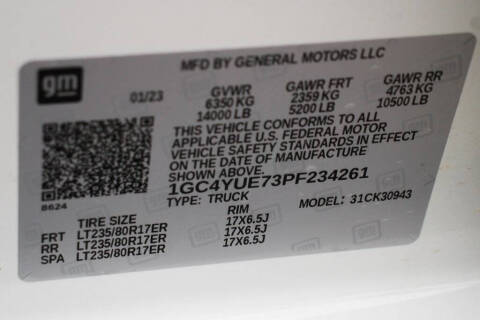 gm
MFD BY GENERAL MOTORS LLC
01/23 GVWR GAWR FRT GAWR RR
6350 KG 2359 KG 4763 KG
14000 LB 5200 LB 10500 LB
THIS VEHICLE CONFORMS TO ALL
APPLICABLE U.S. FEDERAL MOTOR
VEHICLE SAFETY STANDARDS IN EFFECT
ON THE DATE OF MANUFACTURE
SHOWN ABOVE.
1GC4YUE73PF234261
8624
TYPE: TRUCK MODEL: 31CK30943
TIRE SIZE RIM
FRT LT235/80R17ER 17X6.5J
RR LT235/80R17ER 17X6.5J
SPA LT235/80R17ER 17X6.5J